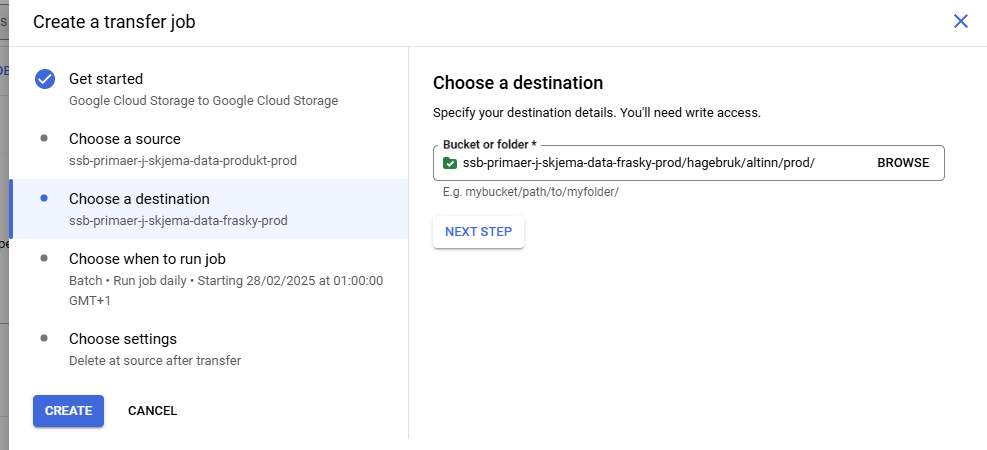 Create a transfer job
Get started
Google Cloud Storage to Google Cloud Storage
Choose a source
ssb-primaer-j-skjema-data-produkt-prod
Choose a destination
ssb-primaer-j-skjema-data-frasky-prod
Choose when to run job
Batch • Run job daily • Starting 28/02/2025 at 01:00:00
GMT+1
Choose settings
Delete at source after transfer
CREATE
CANCEL
Choose a destination
Specify your destination details. You'll need write access.
Bucket or folder *
ssb-primaer-j-skjema-data-frasky-prod/hagebruk/altinn/prod/
BROWSE
E.g. mybucket/path/to/myfolder/
NEXT STEP